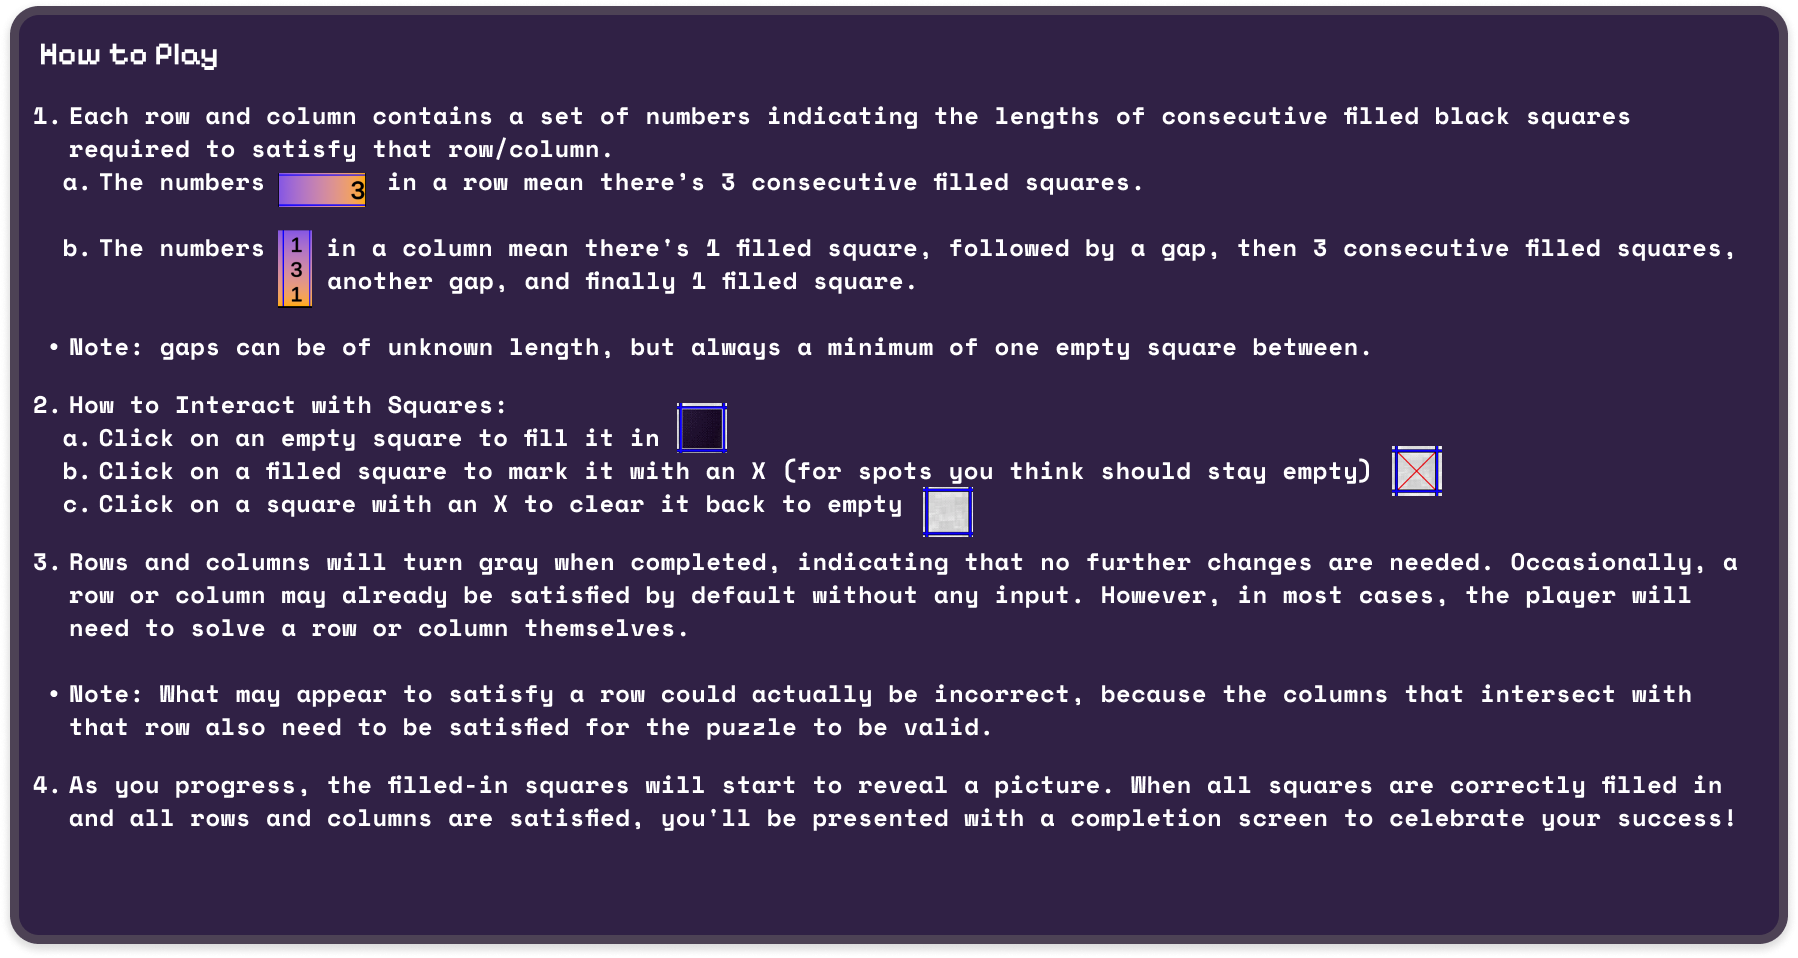 How to Play
1. Each row and column contains a set of numbers indicating the lengths of consecutive filled black squares
required to satisfy that row/column.
a. The numbers 3 in a row mean there’s 3 consecutive filled squares.
b. The numbers 1 3 1 in a column mean there's 1 filled square, followed by a gap, then 3 consecutive filled squares,
another gap, and finally 1 filled square.
• Note: gaps can be of unknown length, but always a minimum of one empty square between.
2. How to Interact with Squares:
a. Click on an empty square to fill it in
b. Click on a filled square to mark it with an X (for spots you think should stay empty)
c. Click on a square with an X to clear it back to empty
3. Rows and columns will turn gray when completed, indicating that no further changes are needed. Occasionally, a
row or column may already be satisfied by default without any input. However, in most cases, the player will
need to solve a row or column themselves.
• Note: What may appear to satisfy a row could actually be incorrect, because the columns that intersect with
that row also need to be satisfied for the puzzle to be valid.
4. As you progress, the filled-in squares will start to reveal a picture. When all squares are correctly filled in
and all rows and columns are satisfied, you'll be presented with a completion screen to celebrate your success!